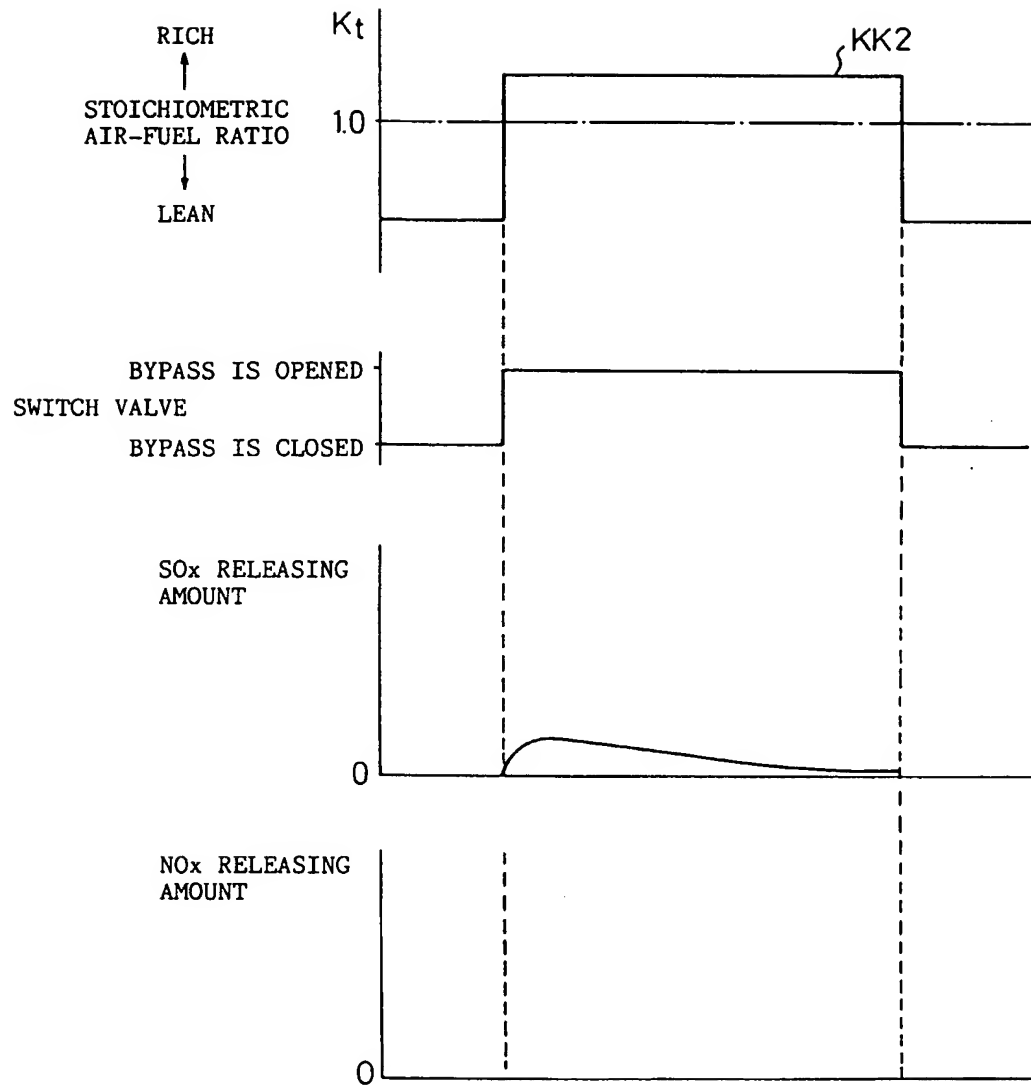 Kt
RICH
KK2
STOICHIOMETRIC
AIR-FUEL RATIO
1.0
LEAN
BYPASS IS OPENED
SWITCH VALVE
BYPASS IS CLOSED
SOx RELEASING
AMOUNT
0
NOx RELEASING
AMOUNT
0